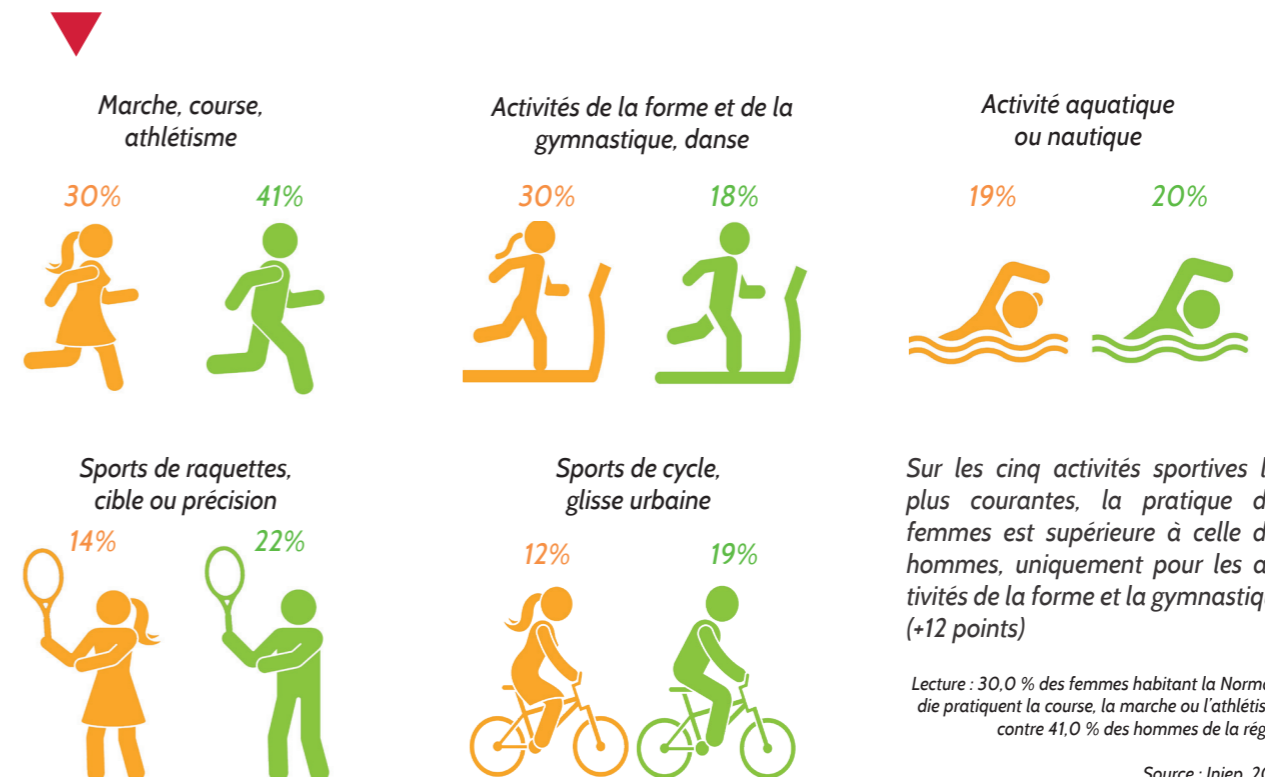 Marche, course,
athlétisme
30%
41%
Activités de la forme et de la
gymnastique, danse
30%
18%
Activité aquatique
ou nautique
19%
20%
Sports de raquettes,
cible ou précision
14%
22%
Sports de cycle,
glisse urbaine
12%
19%
Sur les cinq activités sportives
plus courantes, la pratique
femmes est supérieure à celle
hommes, uniquement pour les
tivités de la forme et la gymnastiq
(+12 points)
Lecture : 30,0 % des femmes habitant la Norm
die pratiquent la course, la marche ou l'athlétis
contre 41,0 % des hommes de la rég
Source : Injep, 20